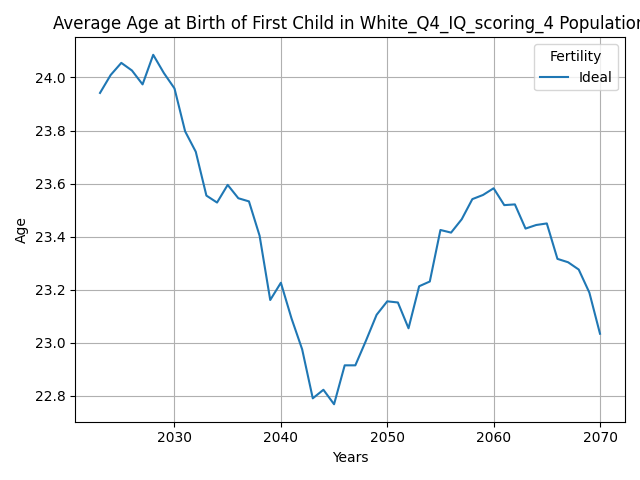 Average Age at Birth of First Child in White_Q4_IQ_scoring_4 Population
Fertility
Ideal
24.0
23.8
23.6
23.4
23.2
23.0
22.8
Age
2030 2040 2050 2060 2070
Years